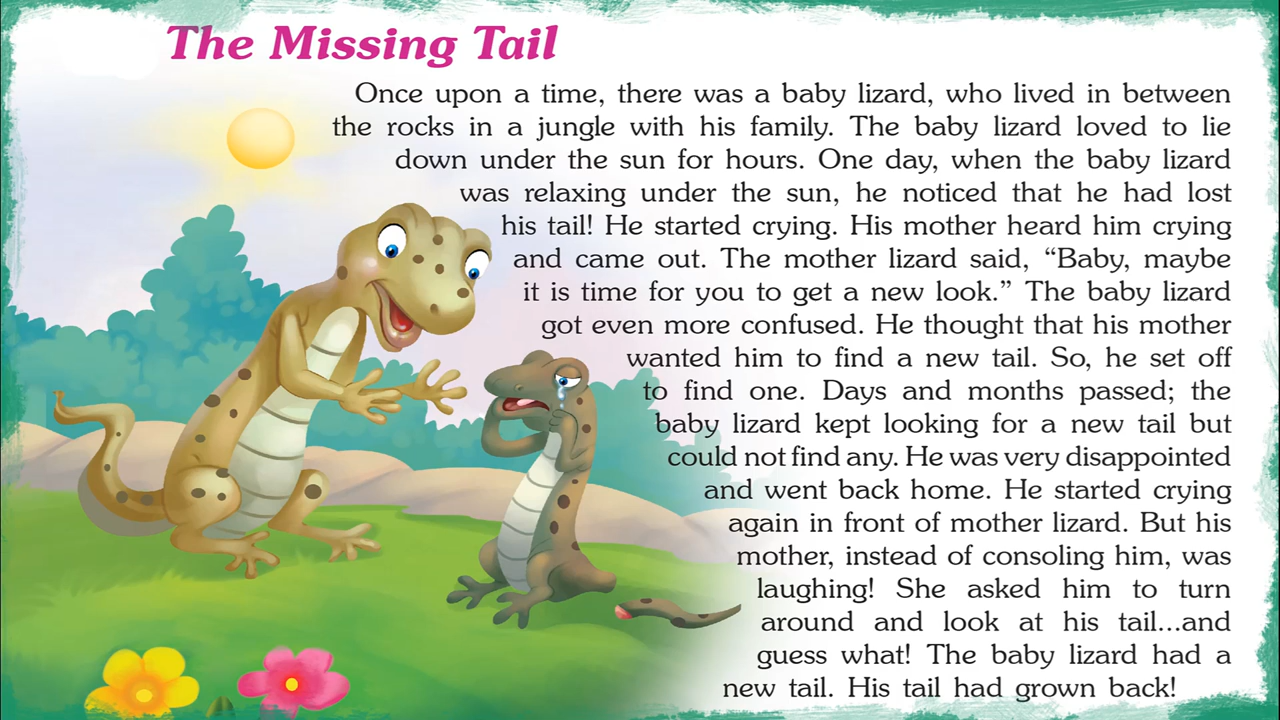 The Missing Tail
Once upon a time, there was a baby lizard, who lived in between
the rocks in a jungle with his family. The baby lizard loved to lie
down under the sun for hours. One day, when the baby lizard
was relaxing under the sun, he noticed that he had lost
his tail! He started crying. His mother heard him crying
and came out. The mother lizard said, “Baby, maybe
it is time for you to get a new look.” The baby lizard
got even more confused. He thought that his mother
wanted him to find a new tail. So, he set off
to find one. Days and months passed; the
baby lizard kept looking for a new tail but
could not find any. He was very disappointed
and went back home. He started crying
again in front of mother lizard. But his
mother, instead of consoling him, was
laughing! She asked him to turn
around and look at his tail...and
guess what! The baby lizard had a
new tail. His tail had grown back!